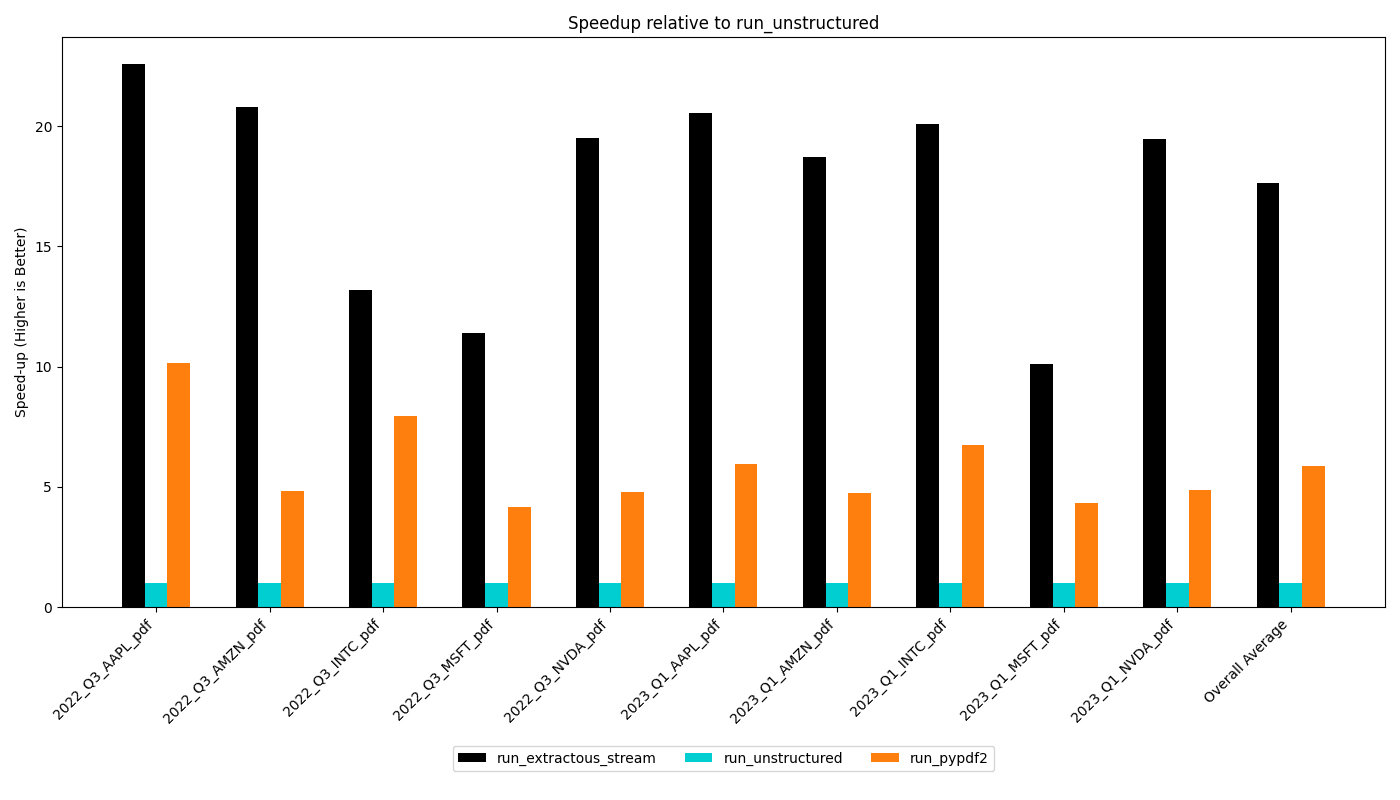 Speedup relative to run_unstructured
Speed-up (Higher is Better)
20
15
10
5
0
2022_Q3_AAPL_pdf
2022_Q3_AMZN_pdf
2022_Q3_INTC_pdf
2022_Q3_MSFT_pdf
2022_Q3_NVDA_pdf
2023_Q1_AAPL_pdf
2023_Q1_AMZN_pdf
2023_Q1_INTC_pdf
2023_Q1_MSFT_pdf
2023_Q1_NVDA_pdf
Overall Average
run_extractous_stream
run_unstructured
run_pypdf2